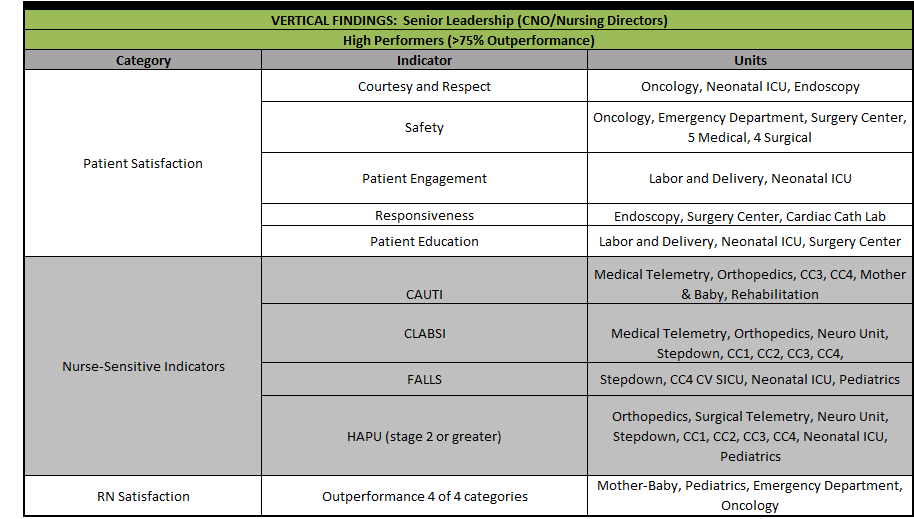 VERTICAL FINDINGS: Senior Leadership (CNO/Nursing Directors)
High Performers (>75% Outperformance)
Category Indicator Units
Patient Satisfaction
Courtesy and Respect
Oncology, Neonatal ICU, Endoscopy
Safety
Oncology, Emergency Department, Surgery Center,
5 Medical, 4 Surgical
Patient Engagement
Labor and Delivery, Neonatal ICU
Responsiveness
Endoscopy, Surgery Center, Cardiac Cath Lab
Patient Education
Labor and Delivery, Neonatal ICU, Surgery Center
Nurse-Sensitive Indicators
CAUTI
Medical Telemetry, Orthopedics, CC3, CC4, Mother
& Baby, Rehabilitation
CLABSI
Medical Telemetry, Orthopedics, Neuro Unit,
Stepdown, CC1, CC2, CC3, CC4,
FALLS
Stepdown, CC4 CV SICU, Neonatal ICU, Pediatrics
HAPU (stage 2 or greater)
Orthopedics, Surgical Telemetry, Neuro Unit,
Stepdown, CC1, CC2, CC3, CC4, Neonatal ICU,
Pediatrics
RN Satisfaction
Outperformance 4 of 4 categories
Mother-Baby, Pediatrics, Emergency Department,
Oncology